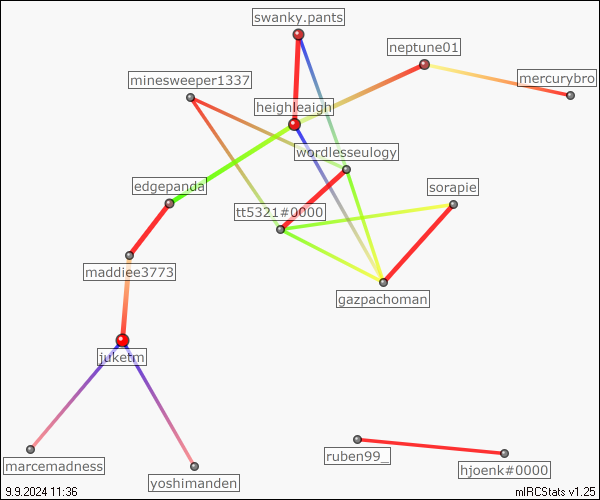 swanky.pants
neptune01
minesweeper1337
mercurybro
heighleaigh
wordlesseulogy
edgepanda
sorapie
tt5321#0000
maddiee3773
gazpachoman
juketm
ruben99_
marcemadness
hjoenk#0000
yoshimanden
9.9.2024 11:36
mIRCStats v1.25